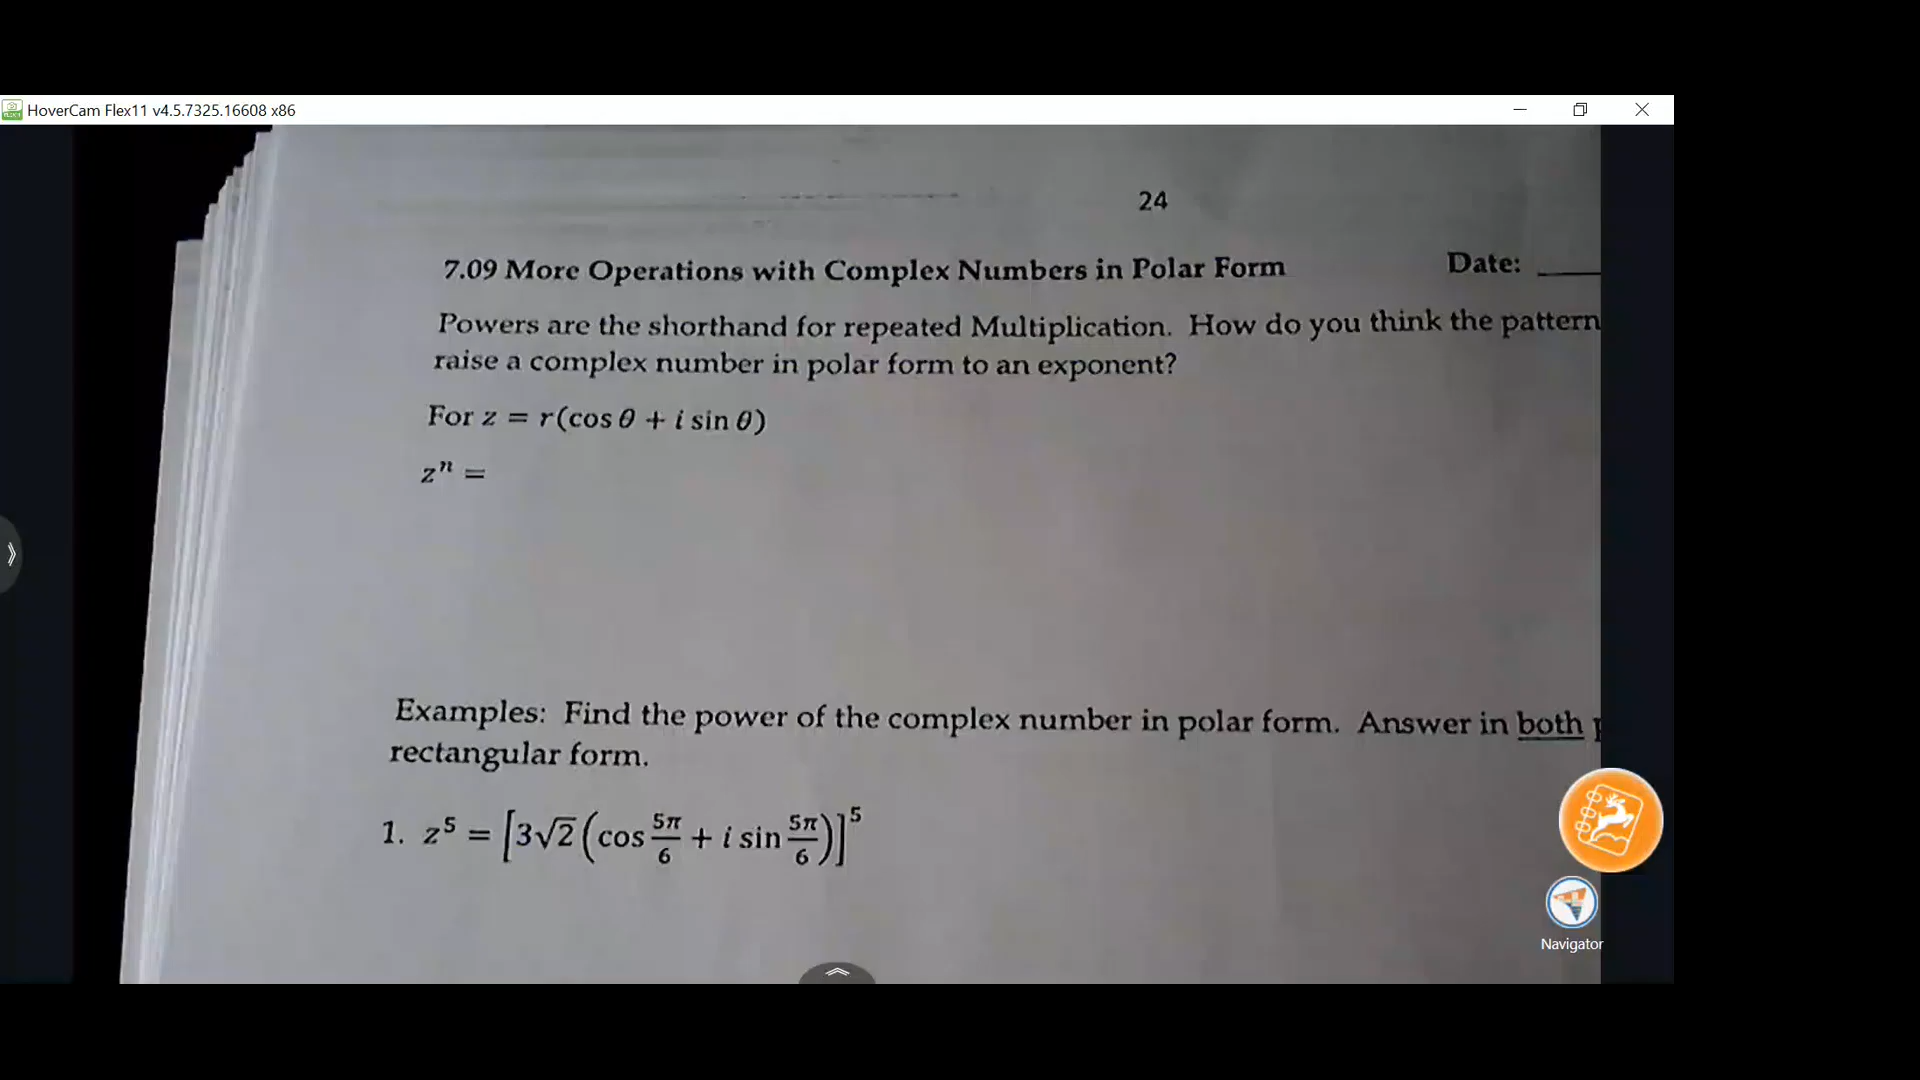 HoverCam Flex11 v4.5.7325.16608 x86
24
7.09 More Operations with Complex Numbers in Polar Form Date: ____
Powers are the shorthand for repeated Multiplication. How do you think the pattern
raise a complex number in polar form to an exponent?
For z = r(cos θ + i sin θ)
zⁿ =
Examples: Find the power of the complex number in polar form. Answer in both
rectangular form.
1. z⁵ = [3√2(cos 5π/6 + i sin 5π/6)]⁵
Navigator